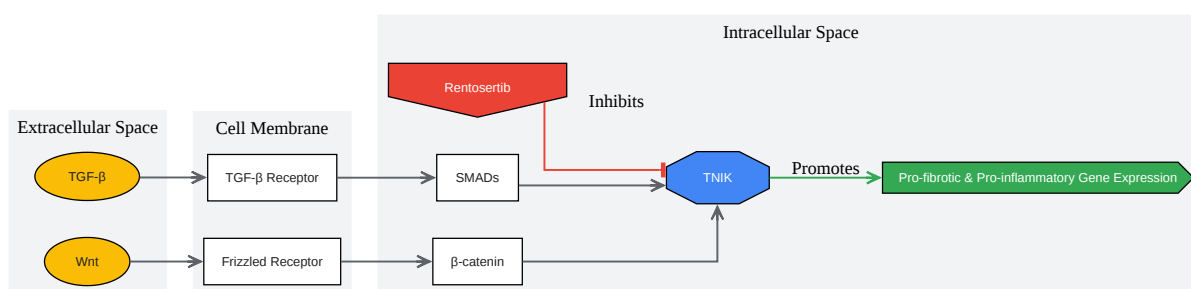 Intracellular Space
Rentosertib
Inhibits
Extracellular Space
Cell Membrane
TGF-β
TGF-β Receptor
SMADs
TNIK
Promotes
Pro-fibrotic & Pro-inflammatory Gene Expression
Wnt
Frizzled Receptor
β-catenin